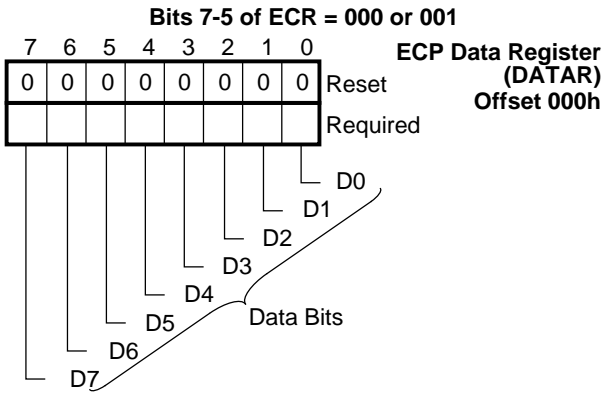 Bits 7-5 of ECR = 000 or 001
7 6 5 4 3 2 1 0
ECP Data Register
(DATAR)
Offset 000h
0 0 0 0 0 0 0 0 Reset
Required
D0
D1
D2
D3
D4
D5
D6
D7
Data Bits